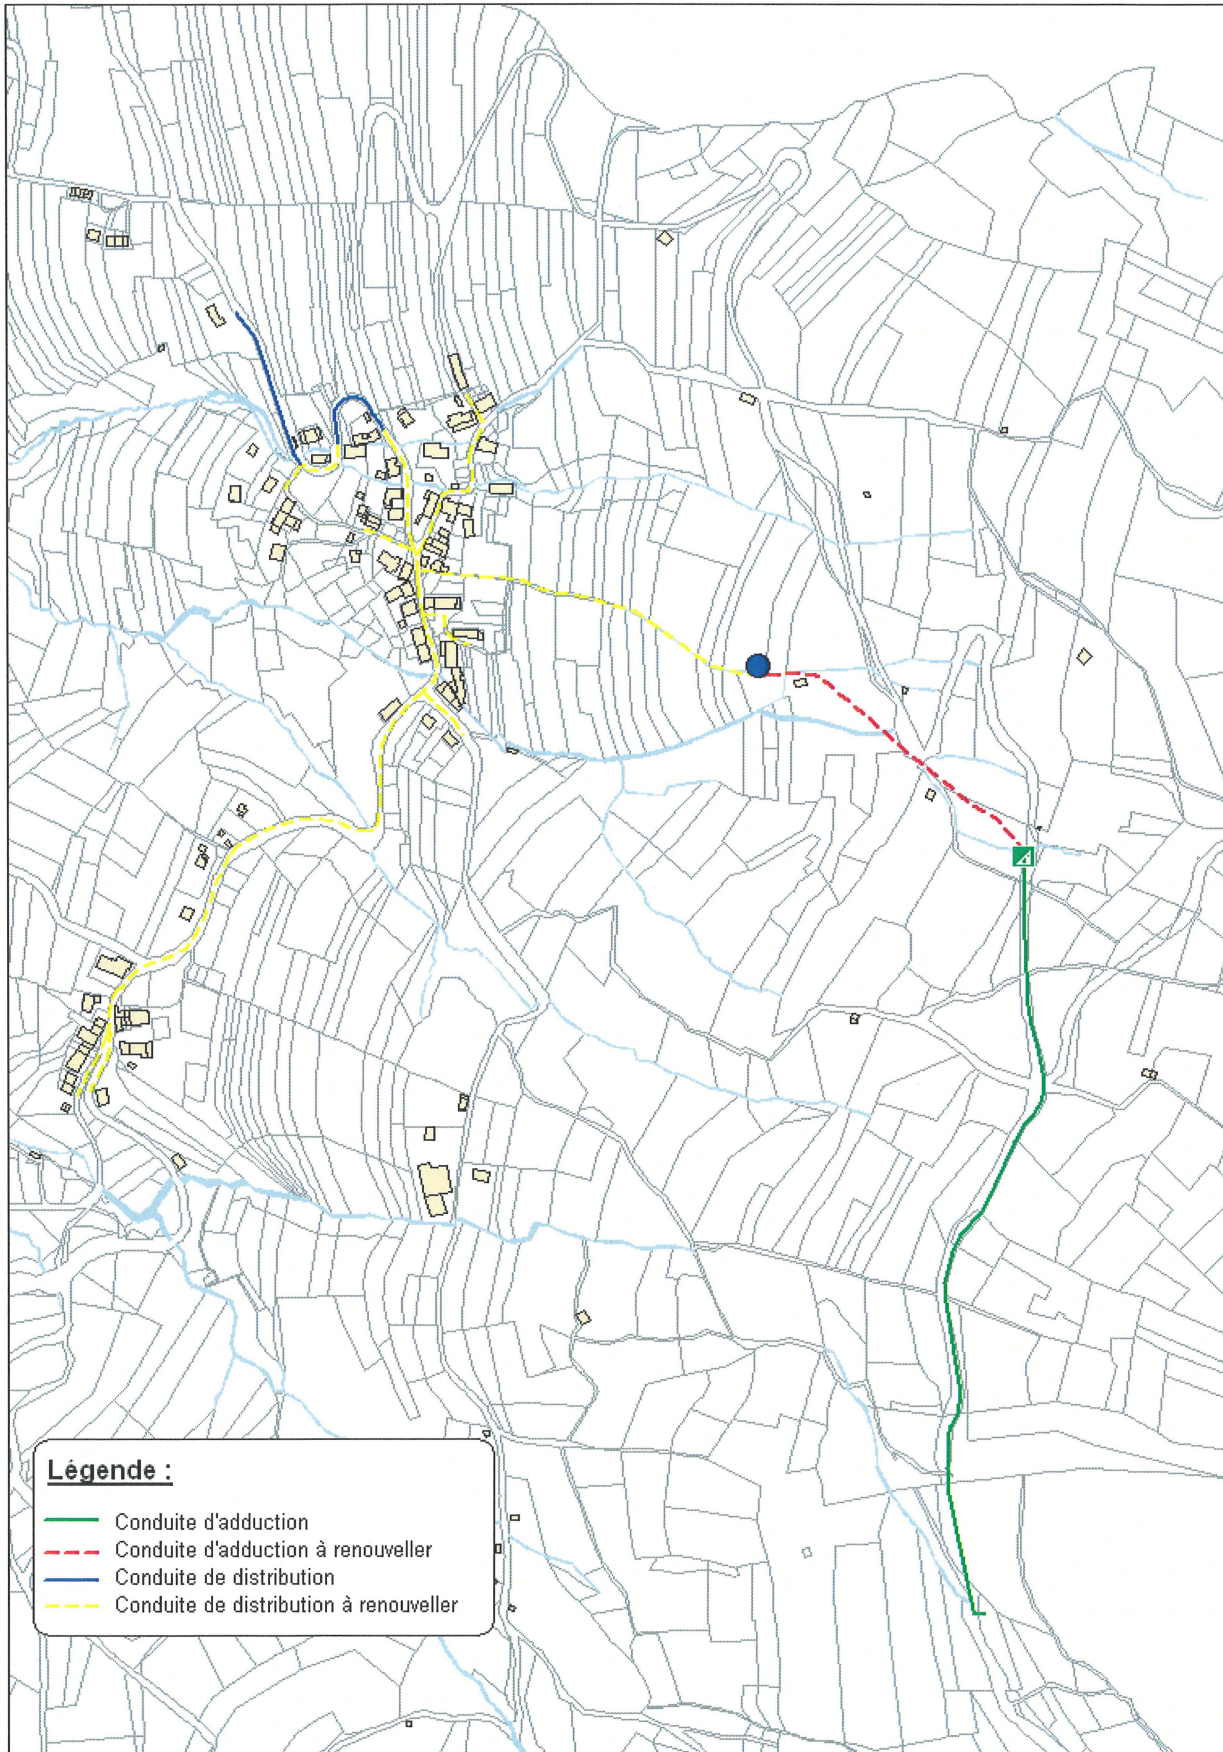 Légende :
Conduite d'adduction
Conduite d'adduction à renouveller
Conduite de distribution
Conduite de distribution à renouveller